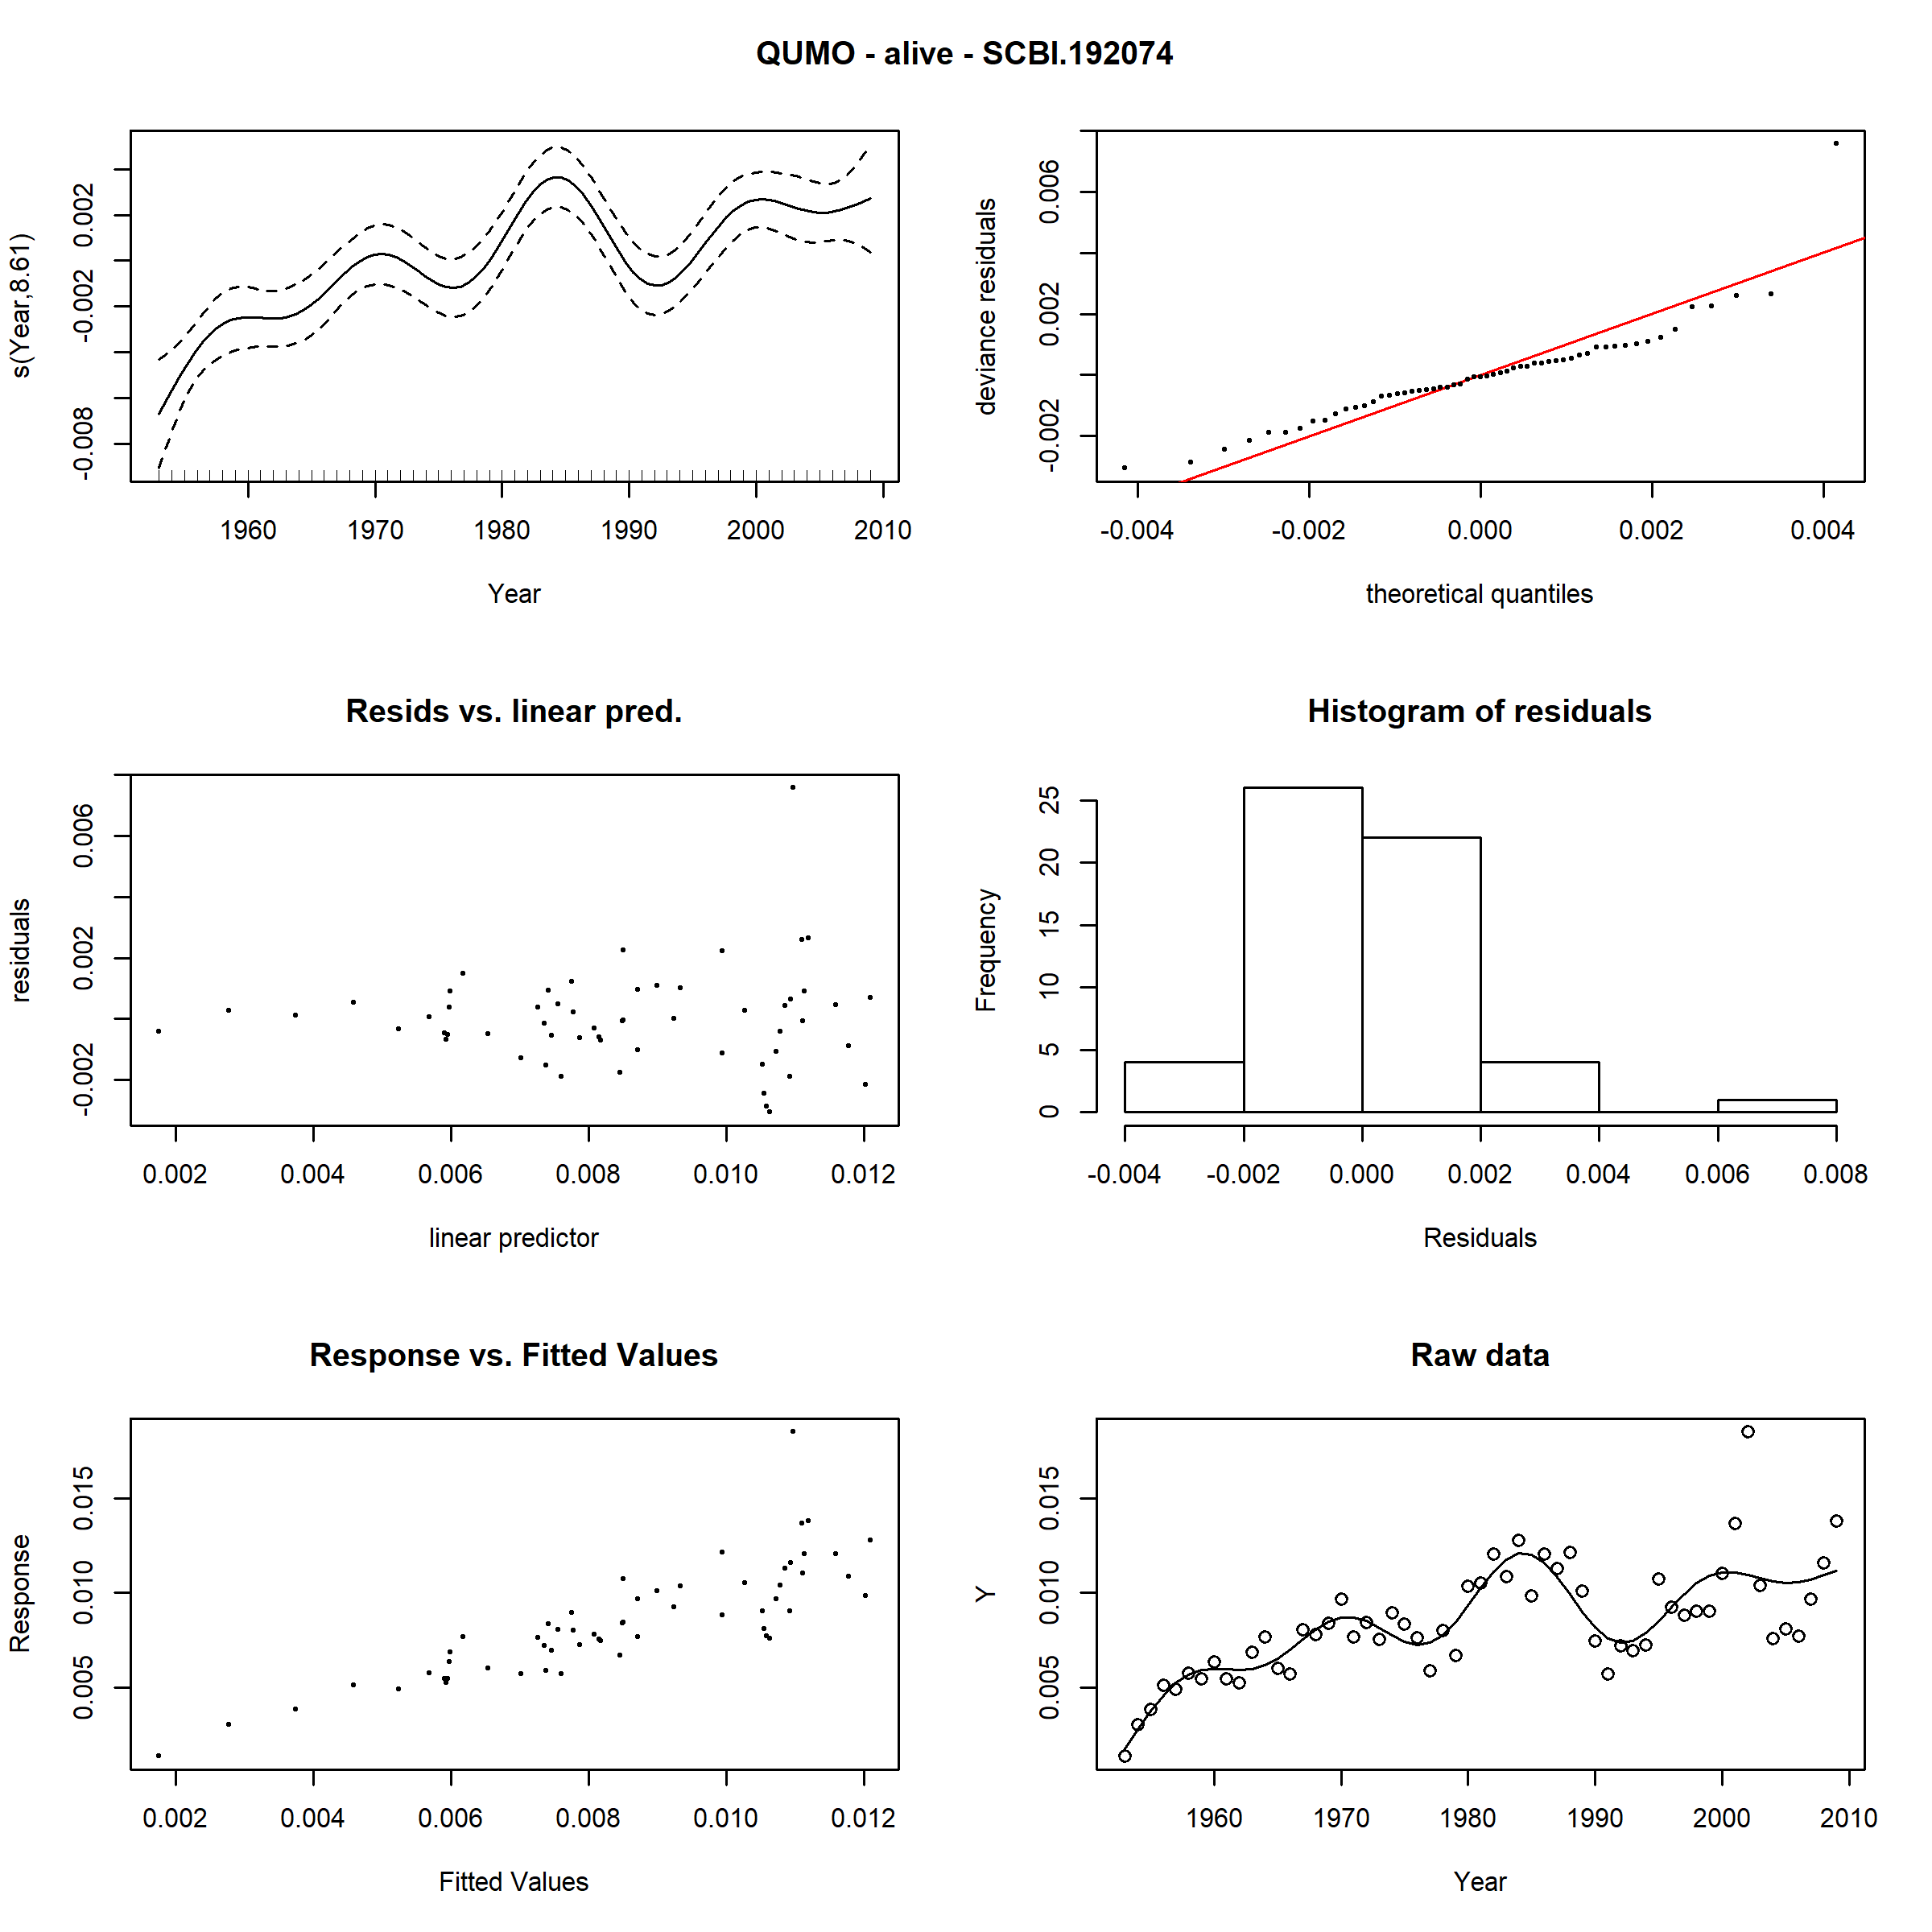 QUMO - alive - SCBI.192074
s(Year,8.61)
-0.008 -0.002 0.002
1960 1970 1980 1990 2000 2010
Year
deviance residuals
-0.002 0.002 0.006
-0.004 -0.002 0.000 0.002 0.004
theoretical quantiles
Resids vs. linear pred.
residuals
-0.002 0.002 0.006
0.002 0.004 0.006 0.008 0.010 0.012
linear predictor
Histogram of residuals
Frequency
0 5 10 15 20 25
-0.004 -0.002 0.000 0.002 0.004 0.006 0.008
Residuals
Response vs. Fitted Values
Response
0.005 0.010 0.015
0.002 0.004 0.006 0.008 0.010 0.012
Fitted Values
Raw data
Y
0.005 0.010 0.015
1960 1970 1980 1990 2000 2010
Year